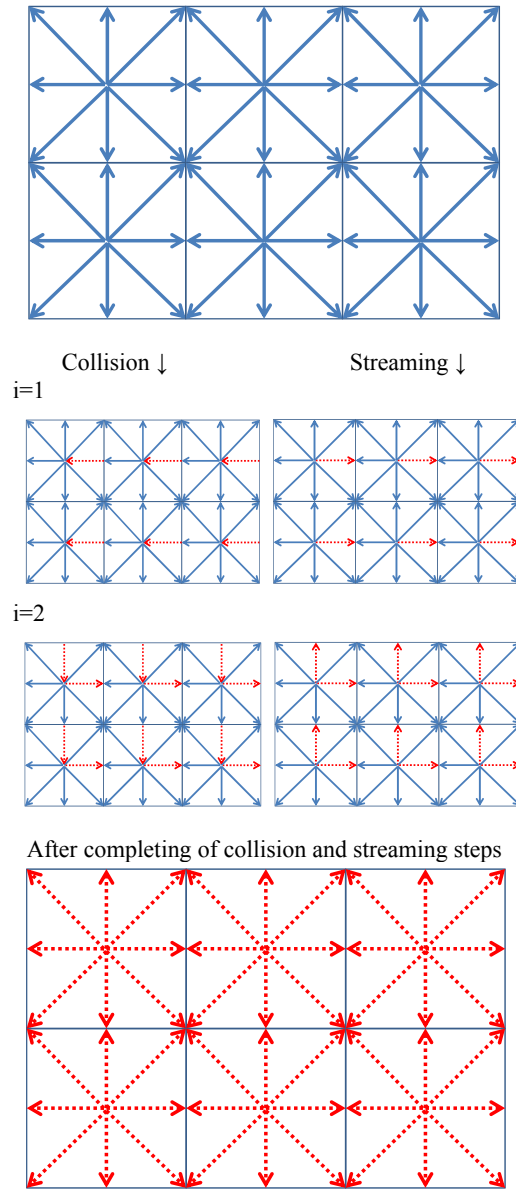 Collision ↓ Streaming ↓
i=1
i=2
After completing of collision and streaming steps